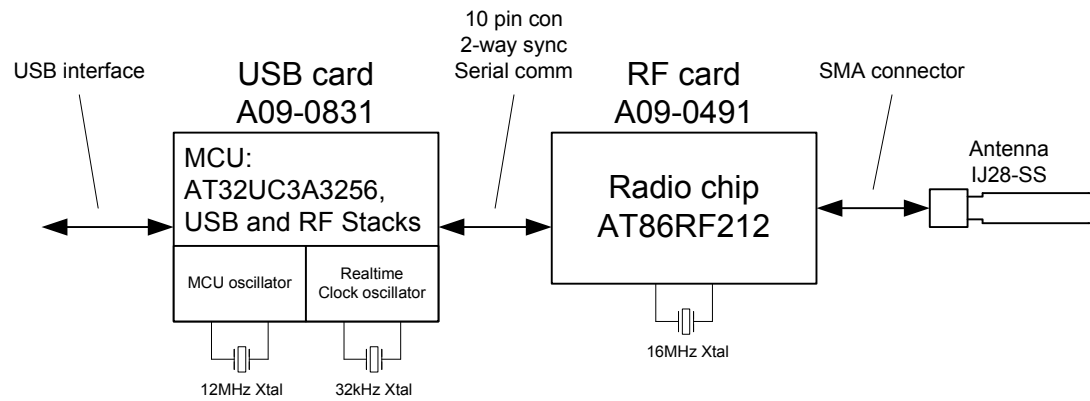 USB interface
USB card
A09-0831
10 pin con
2-way sync
Serial comm
RF card
A09-0491
SMA connector
MCU:
AT32UC3A3256,
USB and RF Stacks
MCU oscillator
Realtime
Clock oscillator
12MHz Xtal
32kHz Xtal
Radio chip
AT86RF212
16MHz Xtal
Antenna
IJ28-SS